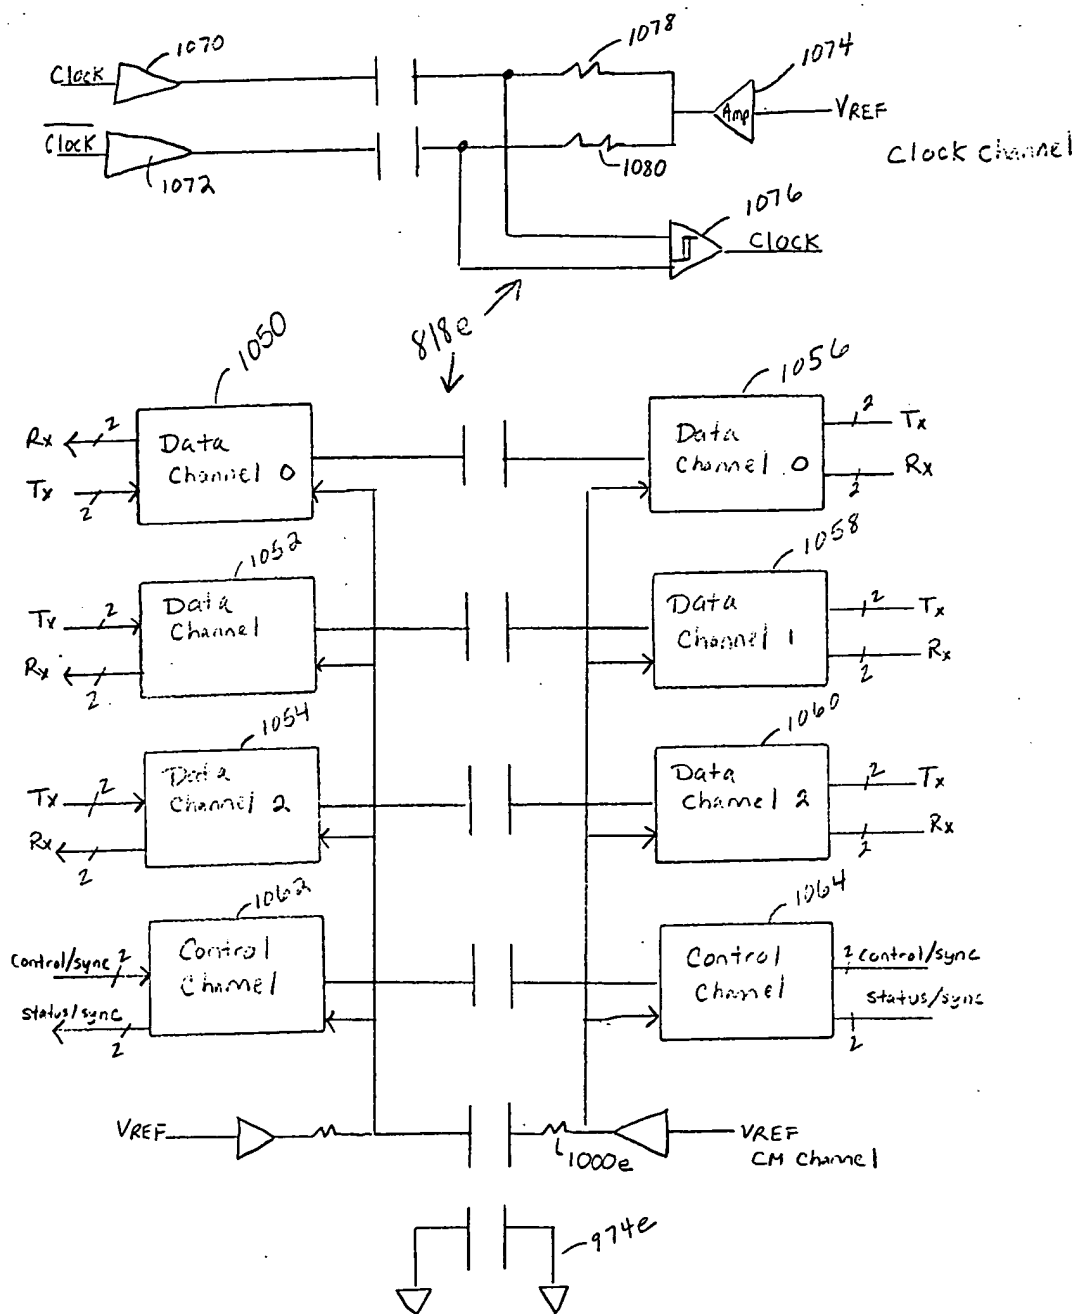 1070
1078
1074
Clock
Amp
VREF
Clock
1072
1080
Clock Channel
1076
Clock
818e
1050
1056
Rx
2
Data
Channel 0
Data
Channel 0
2
Tx
Tx
2
Rx
2
1052
1058
Tx
2
Data
Channel
Data
Channel 1
2
Tx
Rx
2
Rx
2
1054
1060
Tx
2
Data
Channel 2
Data
Channel 2
2
Tx
Rx
2
Rx
2
1062
1064
Control/sync
2
Control
Channel
Control
Channel
2
control/sync
status/sync
2
status/sync
2
VREF
1000e
VREF
CM Channel
974e